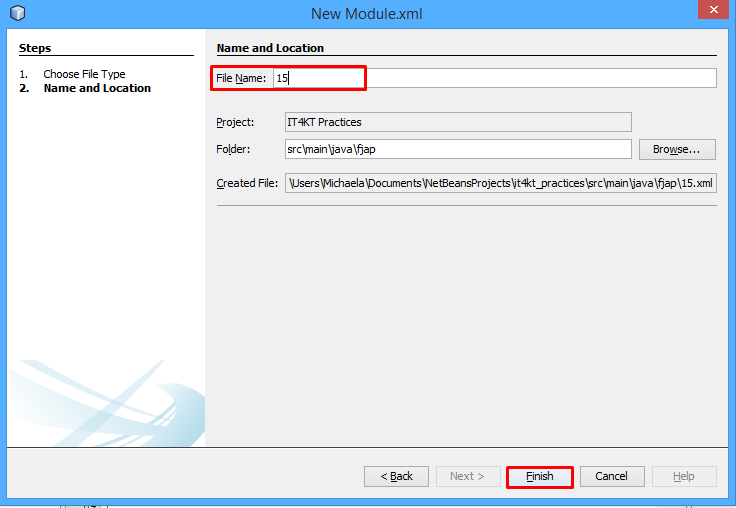 New Module.xml
Steps
1. Choose File Type
2. Name and Location
Name and Location
File Name: 15
Project: IT4KT Practices
Folder: src\main\java\fjap Browse...
Created File: \Users\Michaela\Documents\NetBeansProjects\it4kt_practices\src\main\java\fjap\15.xml
< Back Next > Finish Cancel Help